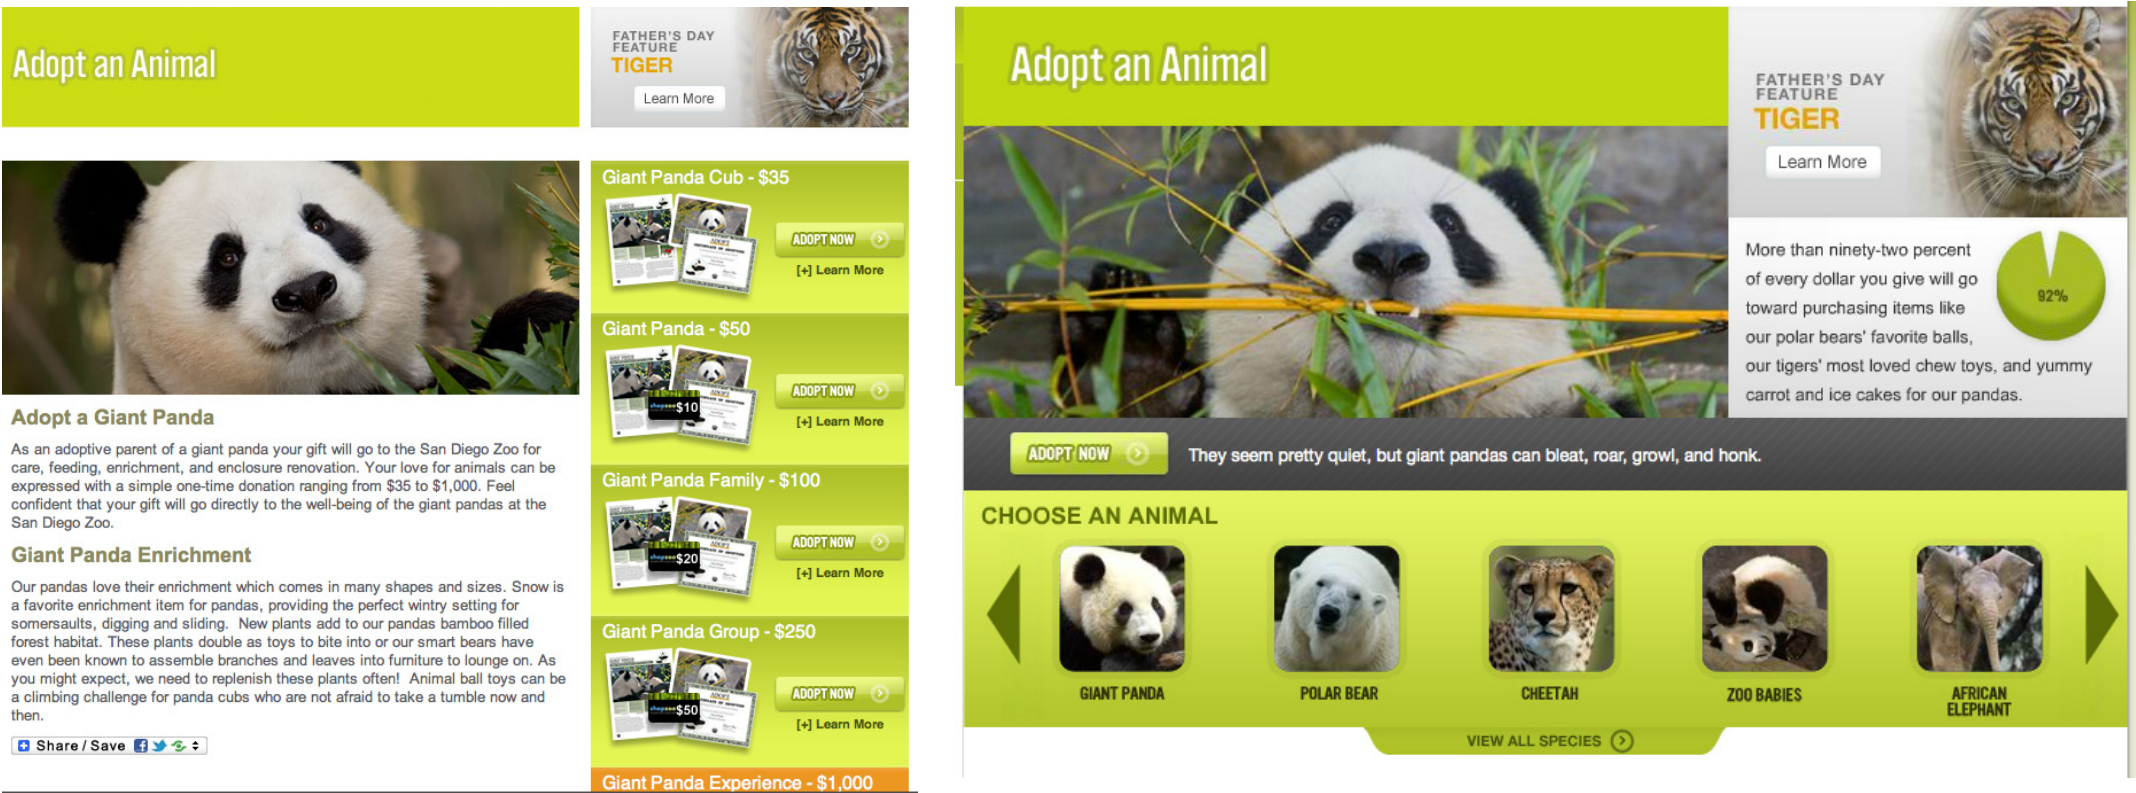 Adopt an Animal
FATHER'S DAY
FEATURE
TIGER
Learn More
Adopt a Giant Panda
As an adoptive parent of a giant panda your gift will go to the San Diego Zoo for
care, feeding, enrichment, and enclosure renovation. Your love for animals can be
expressed with a simple one-time donation ranging from $35 to $1,000. Feel
confident that your gift will go directly to the well-being of the giant pandas at the
San Diego Zoo.
Giant Panda Enrichment
Our pandas love their enrichment which comes in many shapes and sizes. Snow is
a favorite enrichment item for pandas, providing the perfect wintry setting for
somersaults, digging and sliding.  New plants add to our pandas bamboo filled
forest habitat. These plants double as toys to bite into or our smart bears have
even been known to assemble branches and leaves into furniture to lounge on. As
you might expect, we need to replenish these plants often!  Animal ball toys can be
a climbing challenge for panda cubs who are not afraid to take a tumble now and
then.
Share / Save
Giant Panda Cub - $35
ADOPT
ADOPT NOW
[+] Learn More
Giant Panda - $50
$10
ADOPT NOW
[+] Learn More
Giant Panda Family - $100
$20
ADOPT NOW
[+] Learn More
Giant Panda Group - $250
$50
ADOPT NOW
[+] Learn More
Giant Panda Experience - $1,000
Adopt an Animal
FATHER'S DAY
FEATURE
TIGER
Learn More
More than ninety-two percent
of every dollar you give will go
toward purchasing items like
our polar bears' favorite balls,
our tigers' most loved chew toys, and yummy
carrot and ice cakes for our pandas.
92%
ADOPT NOW
They seem pretty quiet, but giant pandas can bleat, roar, growl, and honk.
CHOOSE AN ANIMAL
GIANT PANDA
POLAR BEAR
CHEETAH
ZOO BABIES
AFRICAN
ELEPHANT
VIEW ALL SPECIES